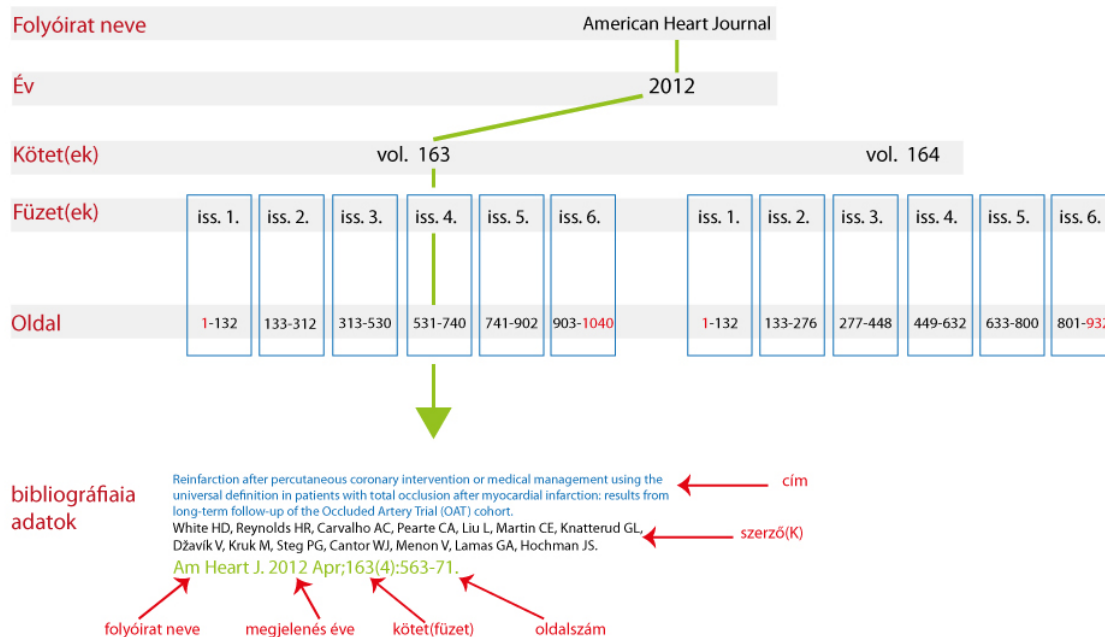 Folyóirat neve American Heart Journal
Év 2012
Kötet(ek) vol. 163 vol. 164
Füzet(ek) iss. 1. iss. 2. iss. 3. iss. 4. iss. 5. iss. 6. iss. 1. iss. 2. iss. 3. iss. 4. iss. 5. iss. 6.
Oldal 1-132 133-312 313-530 531-740 741-902 903-1040 1-132 133-276 277-448 449-632 633-800 801-932
bibliográfiaia
adatok
Reinfarction after percutaneous coronary intervention or medical management using the
universal definition in patients with total occlusion after myocardial infarction: results from
long-term follow-up of the Occluded Artery Trial (OAT) cohort.
cím
White HD, Reynolds HR, Carvalho AC, Pearte CA, Liu L, Martin CE, Knatterud GL,
Džavík V, Kruk M, Steg PG, Cantor WJ, Menon V, Lamas GA, Hochman JS.
szerző(K)
Am Heart J. 2012 Apr;163(4):563-71.
folyóirat neve megjelenés éve kötet(füzet) oldalszám